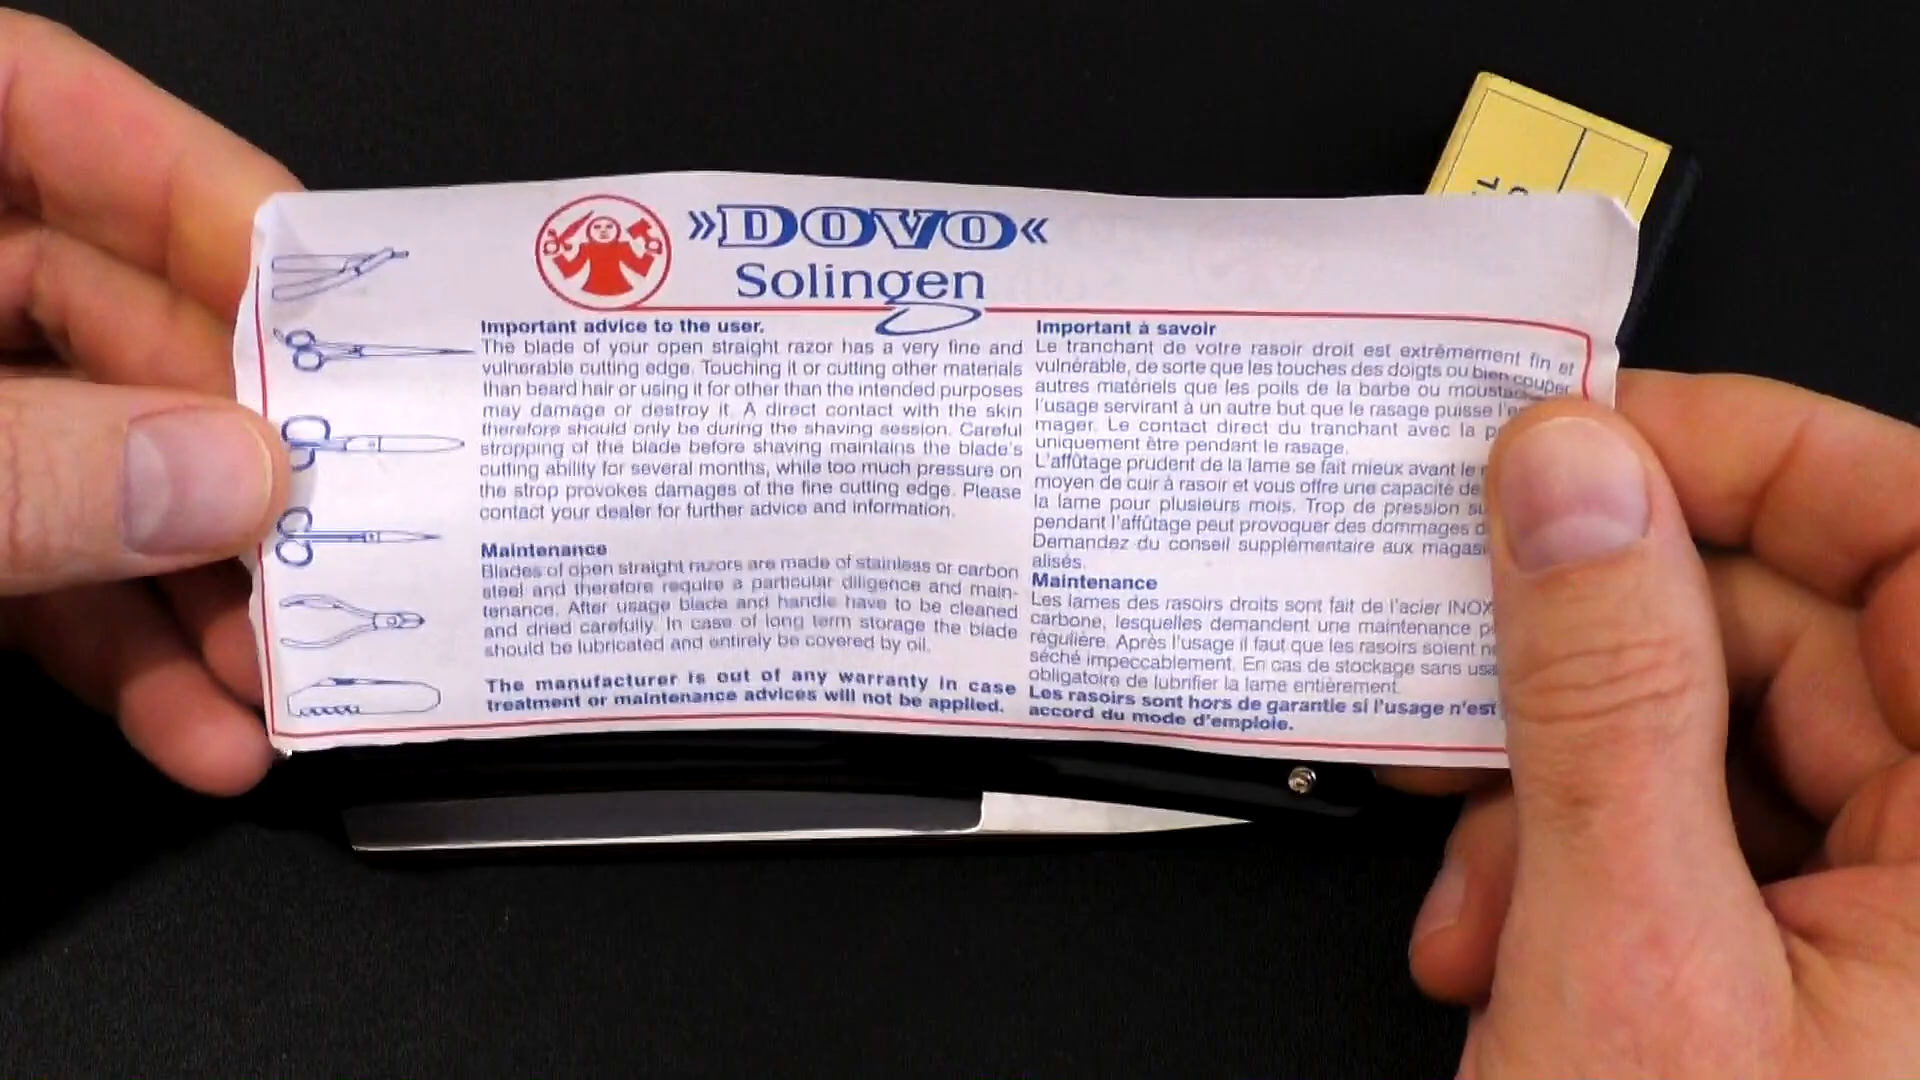 »DOVO«
Solingen
Important advice to the user.
The blade of your open straight razor has a very fine and
vulnerable cutting edge. Touching it or cutting other materials
than beard hair or using it for other than the intended purposes
may damage or destroy it. A direct contact with the skin
therefore should only be during the shaving session. Careful
stropping of the blade before shaving maintains the blade's
cutting ability for several months, while too much pressure on
the strop provokes damages of the fine cutting edge. Please
contact your dealer for further advice and information.
Maintenance
Blades of open straight razors are made of stainless or carbon
steel and therefore require a particular diligence and main-
tenance. After usage blade and handle have to be cleaned
and dried carefully. In case of long term storage the blade
should be lubricated and entirely be covered by oil.
The manufacturer is out of any warranty in case
treatment or maintenance advices will not be applied.
Important à savoir
Le tranchant de votre rasoir droit est extrêmement fin et
vulnérable, de sorte que les touches des doigts ou bien couper
autres matériels que les poils de la barbe ou
l'usage servirant à un autre but que le rasage puisse
mager. Le contact direct du tranchant avec la
uniquement être pendant le rasage.
L'affûtage prudent de la lame se fait mieux avant le
moyen de cuir à rasoir et vous offre une capacité de
la lame pour plusieurs mois. Trop de pression
pendant l'affûtage peut provoquer des dommages
Demandez du conseil supplémentaire aux
alisés.
Maintenance
Les lames des rasoirs droits sont fait de l'acier INOX
carbone, lesquelles demandent une maintenance
régulière. Après l'usage il faut que les rasoirs soient
séché impeccablement. En cas de stockage sans
obligatoire de lubrifier la lame entièrement.
Les rasoirs sont hors de garantie si l'usage n'est
accord du mode d'emploie.